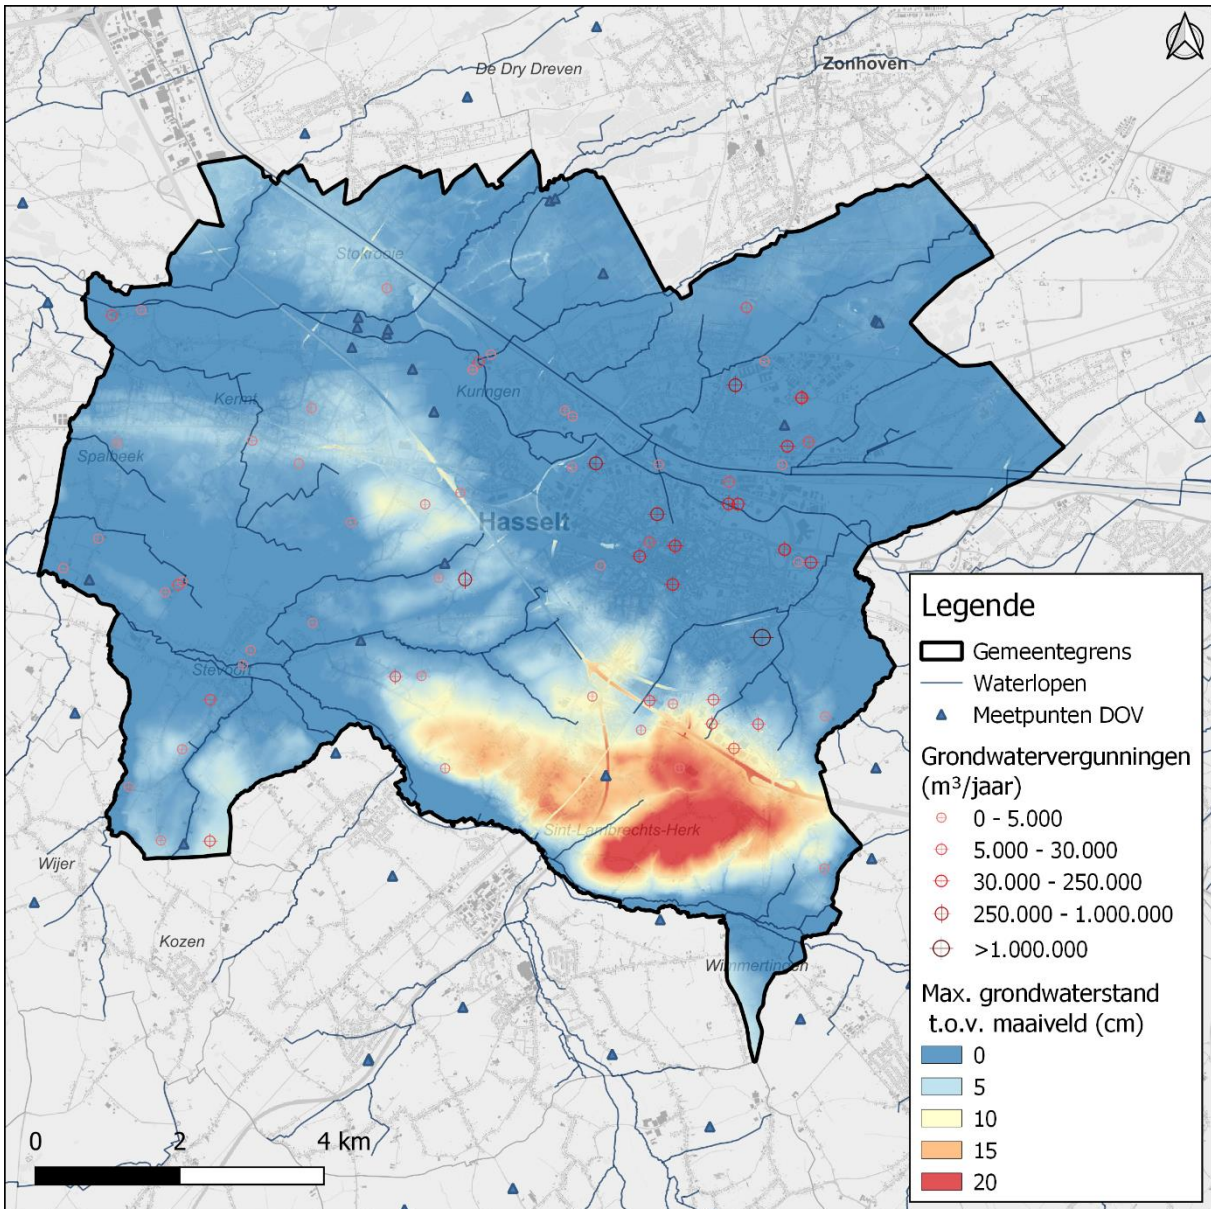 De Dry Dreven
Zonhoven
Stokrooie
Kermt
Kuringen
Spalbeek
Hasselt
Stevoort
Sint-Lambrechts-Herk
Wijer
Kozen
Wimmertingen
Legende
Gemeentegrens
Waterlopen
Meetpunten DOV
Grondwatervergunningen
(m³/jaar)
0 - 5.000
5.000 - 30.000
30.000 - 250.000
250.000 - 1.000.000
>1.000.000
Max. grondwaterstand
t.o.v. maaiveld (cm)
0
5
10
15
20
0 2 4 km